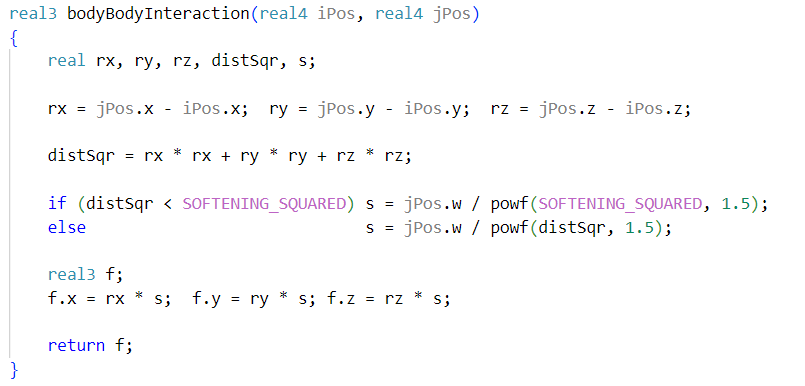 real3 bodyBodyInteraction(real4 iPos, real4 jPos)
{
    real rx, ry, rz, distSqr, s;

    rx = jPos.x - iPos.x;  ry = jPos.y - iPos.y;  rz = jPos.z - iPos.z;

    distSqr = rx * rx + ry * ry + rz * rz;

    if (distSqr < SOFTENING_SQUARED) s = jPos.w / powf(SOFTENING_SQUARED, 1.5);
    else                             s = jPos.w / powf(distSqr, 1.5);

    real3 f;
    f.x = rx * s;  f.y = ry * s; f.z = rz * s;

    return f;
}